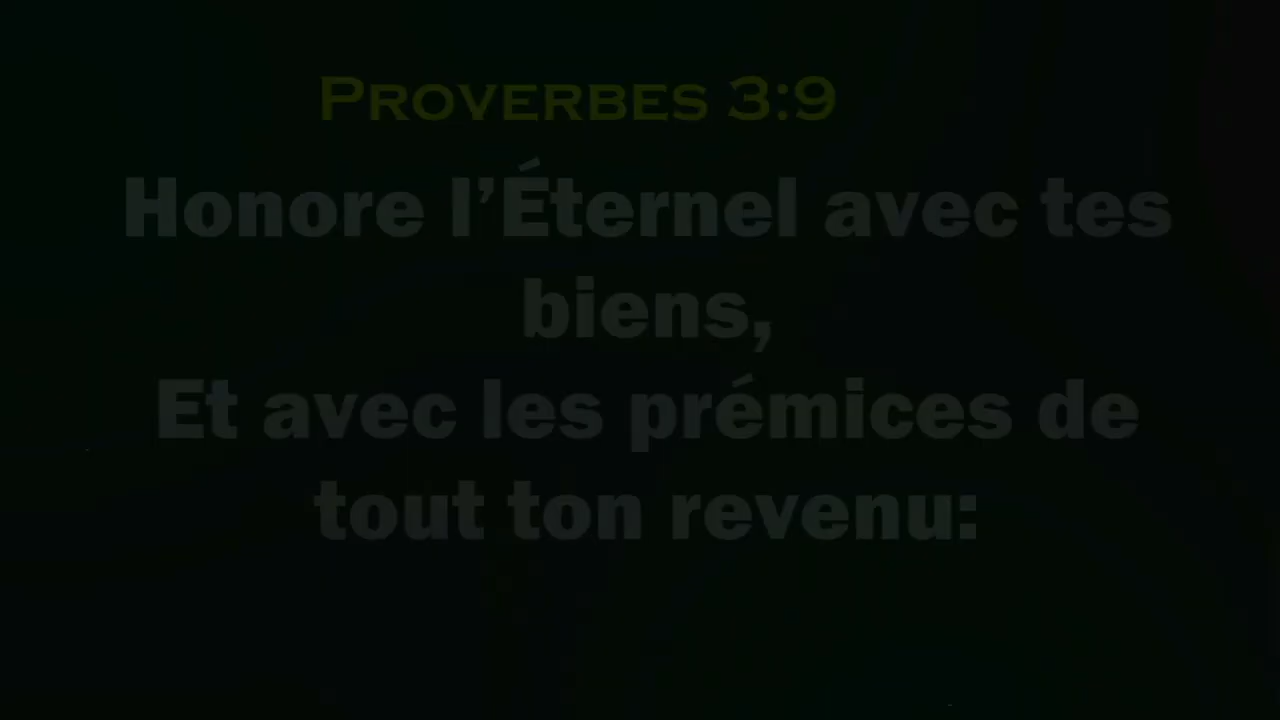 Proverbes 3:9
Honore l’Éternel avec tes
biens,
Et avec les prémices de
tout ton revenu: